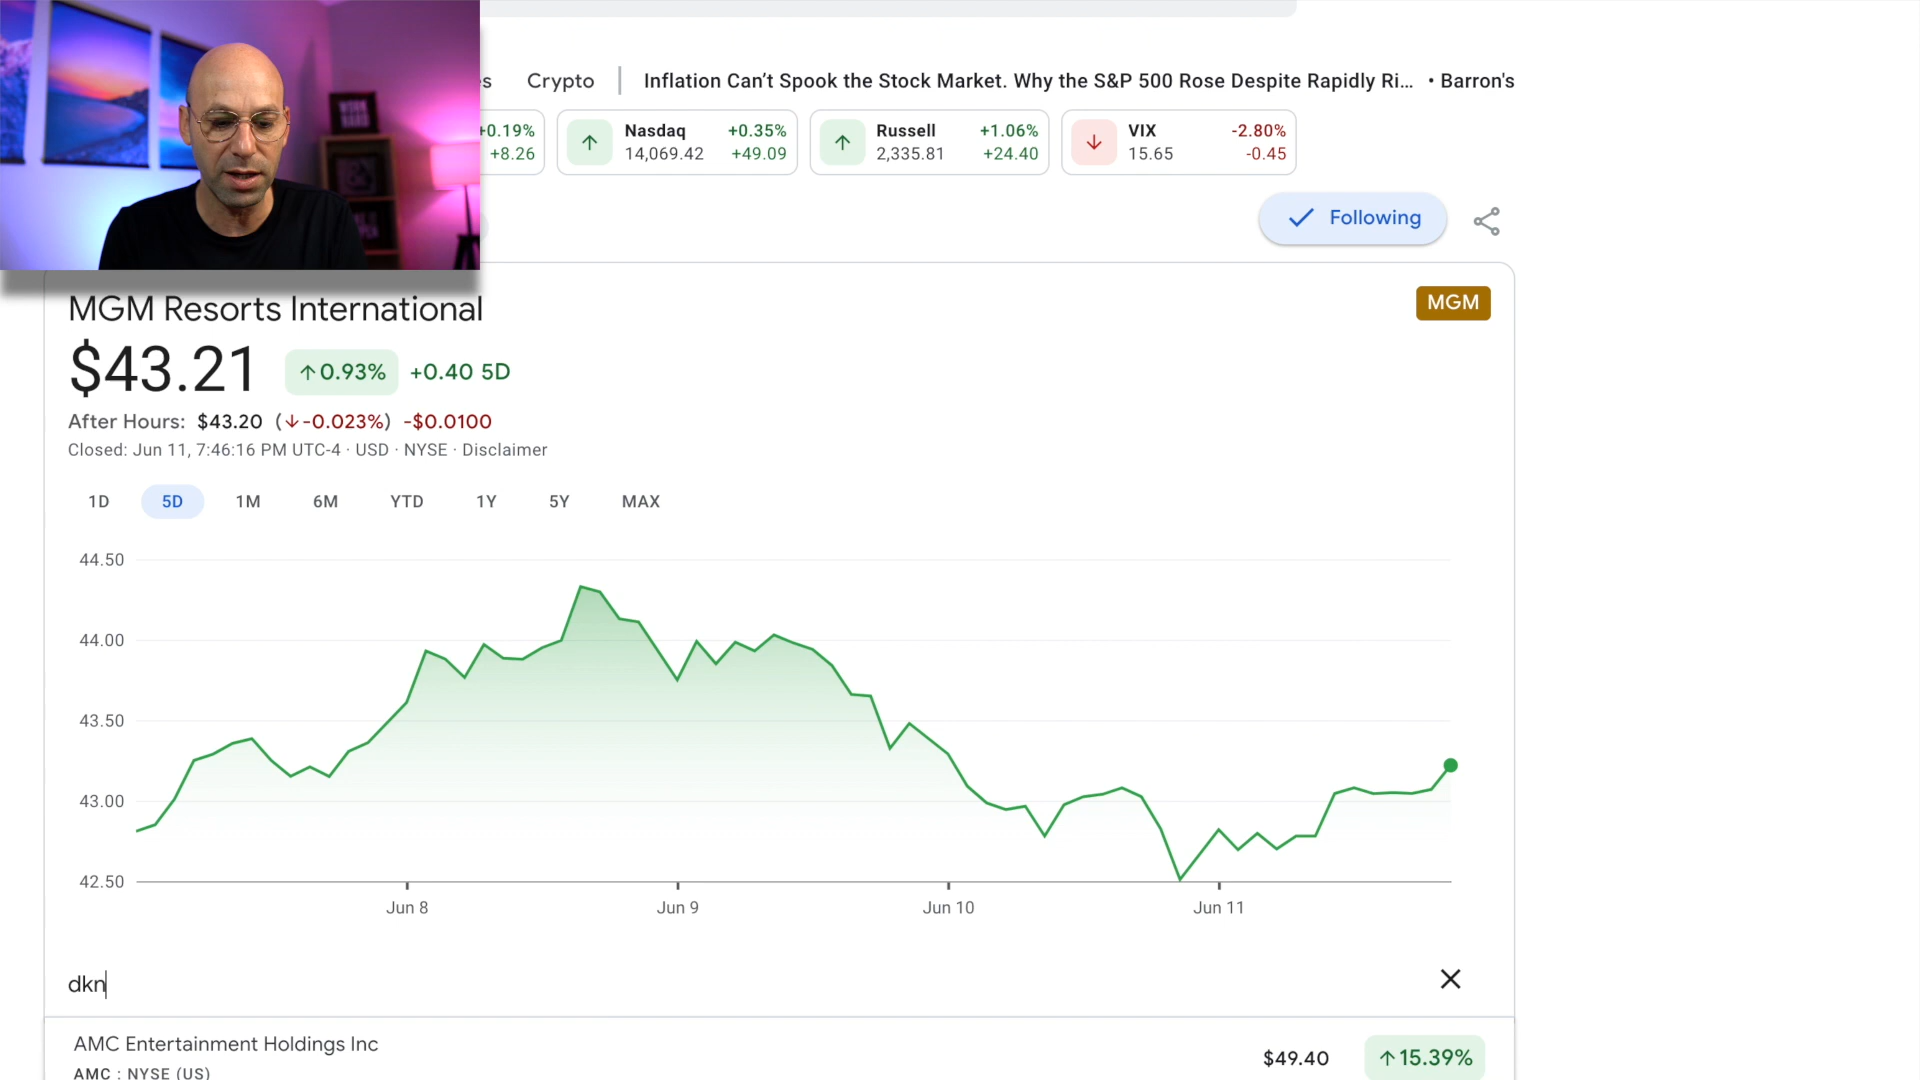 WORK
HARD
s Crypto Inflation Can't Spook the Stock Market. Why the S&P 500 Rose Despite Rapidly Ri... • Barron's
+0.19%
+8.26
Nasdaq +0.35%
14,069.42 +49.09
Russell +1.06%
2,335.81 +24.40
VIX -2.80%
15.65 -0.45
Following
MGM Resorts International
MGM
$43.21 0.93% +0.40 5D
After Hours: $43.20 (-0.023%) -$0.0100
Closed: Jun 11, 7:46:16 PM UTC-4 · USD · NYSE · Disclaimer
1D 5D 1M 6M YTD 1Y 5Y MAX
44.50
44.00
43.50
43.00
42.50
Jun 8 Jun 9 Jun 10 Jun 11
dkn
AMC Entertainment Holdings Inc
$49.40 15.39%
AMC : NYSE (US)